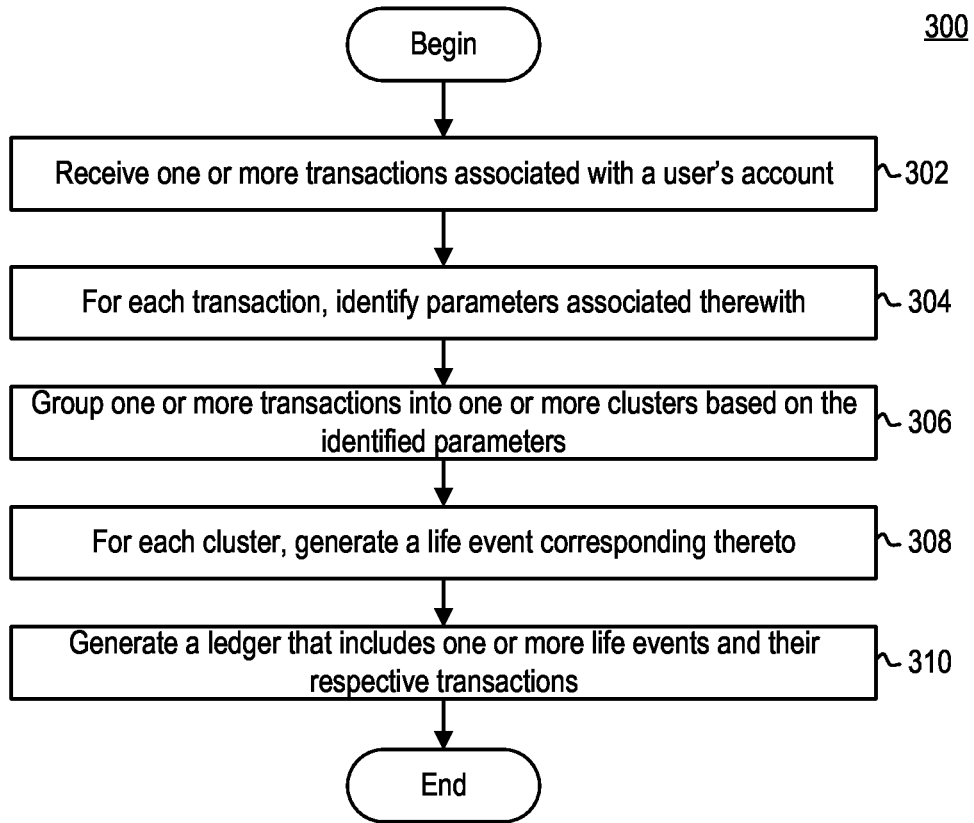 300
Begin
Receive one or more transactions associated with a user's account
302
For each transaction, identify parameters associated therewith
304
Group one or more transactions into one or more clusters based on the
identified parameters
306
For each cluster, generate a life event corresponding thereto
308
Generate a ledger that includes one or more life events and their
respective transactions
310
End